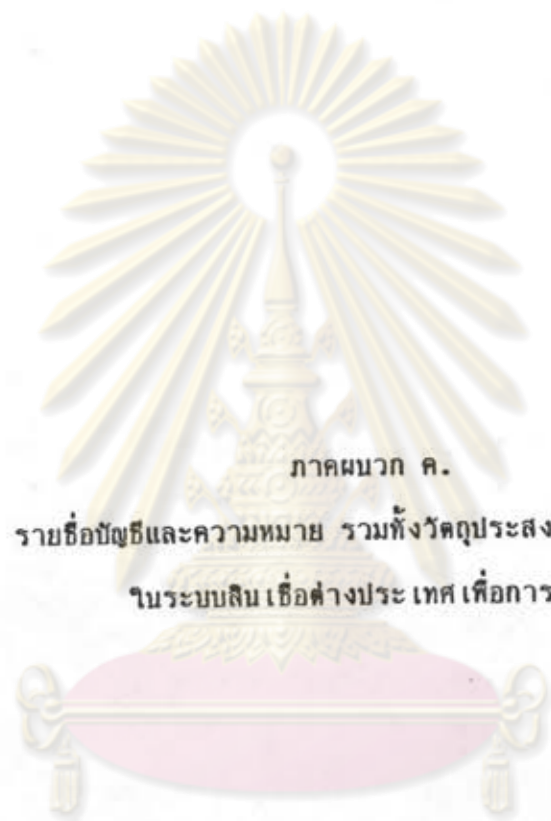 ภาคผนวก ค.
รายชื่อบัญชีและความหมาย รวมทั้งวัตถุประสง
ในระบบสินเชื่อต่างประเทศเพื่อการ